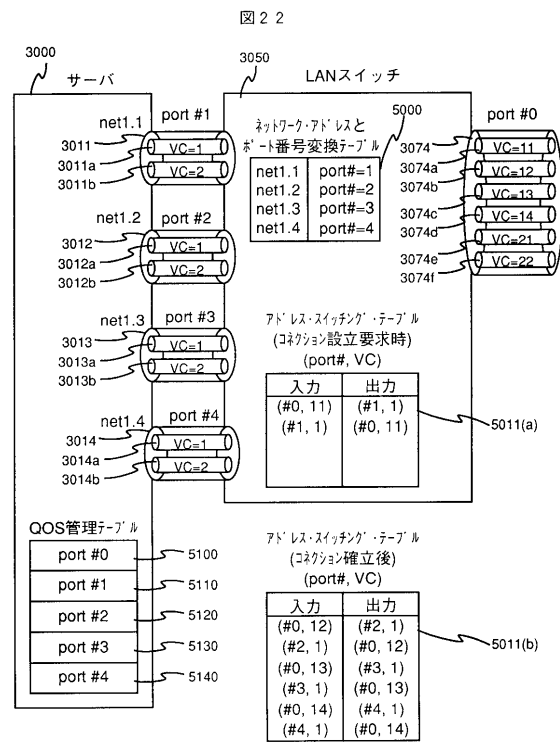 図２２
3000
サーバ
3050
LANスイッチ
net1.1
port #1
3011
VC=1
3011a
VC=2
3011b
net1.2
port #2
3012
VC=1
3012a
VC=2
3012b
net1.3
port #3
3013
VC=1
3013a
VC=2
3013b
net1.4
port #4
3014
VC=1
3014a
VC=2
3014b
ﾈｯﾄﾜｰｸ･ｱﾄﾞﾚｽと
ﾎﾟｰﾄ番号変換ﾃｰﾌﾞﾙ
5000
net1.1 port#=1
net1.2 port#=2
net1.3 port#=3
net1.4 port#=4
port #0
3074
VC=11
3074a
VC=12
3074b
VC=13
3074c
VC=14
3074d
VC=21
3074e
VC=22
3074f
ｱﾄﾞﾚｽ･ｽｲｯﾁﾝｸﾞ･ﾃｰﾌﾞﾙ
(ｺﾈｸｼｮﾝ設立要求時)
(port#, VC)
入力 出力
(#0, 11) (#1, 1)
(#1, 1) (#0, 11)
5011(a)
QOS管理ﾃｰﾌﾞﾙ
port #0 5100
port #1 5110
port #2 5120
port #3 5130
port #4 5140
ｱﾄﾞﾚｽ･ｽｲｯﾁﾝｸﾞ･ﾃｰﾌﾞﾙ
(ｺﾈｸｼｮﾝ確立後)
(port#, VC)
入力 出力
(#0, 12) (#2, 1)
(#2, 1) (#0, 12)
(#0, 13) (#3, 1)
(#3, 1) (#0, 13)
(#0, 14) (#4, 1)
(#4, 1) (#0, 14)
5011(b)